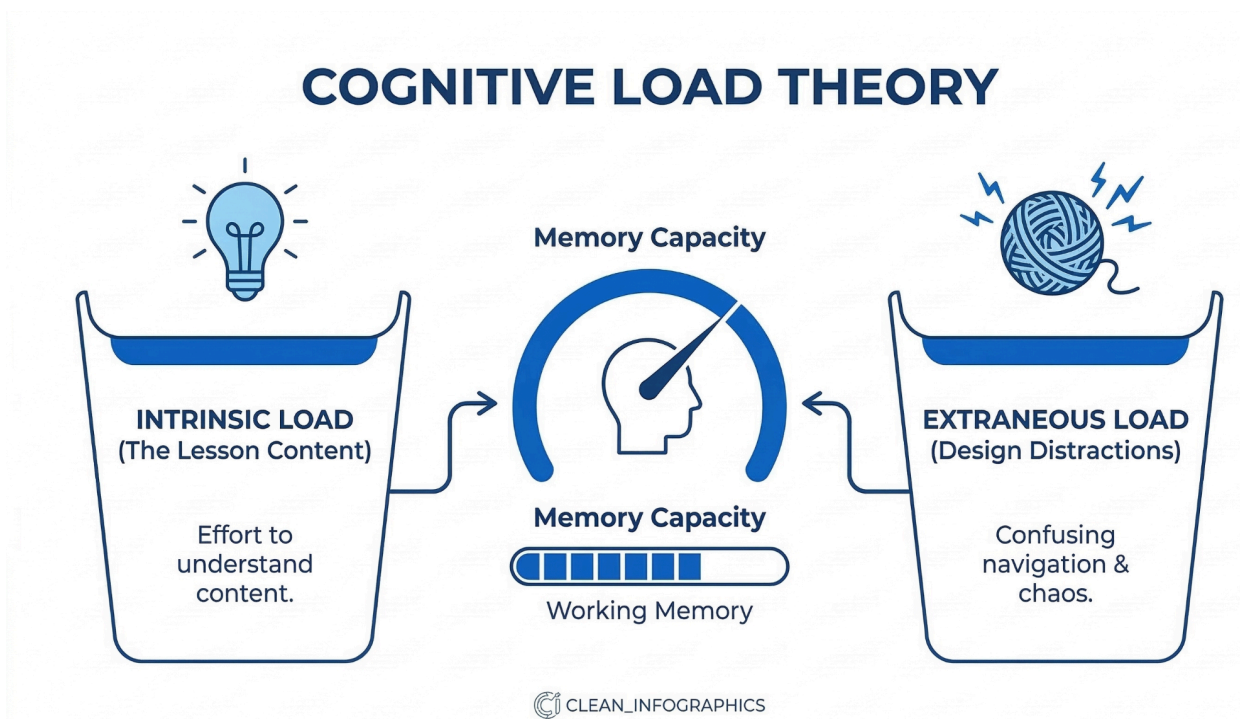 COGNITIVE LOAD THEORY
INTRINSIC LOAD
(The Lesson Content)
Effort to
understand
content.
Memory Capacity
Memory Capacity
Working Memory
EXTRANEOUS LOAD
(Design Distractions)
Confusing
navigation &
chaos.
CLEAN_INFOGRAPHICS